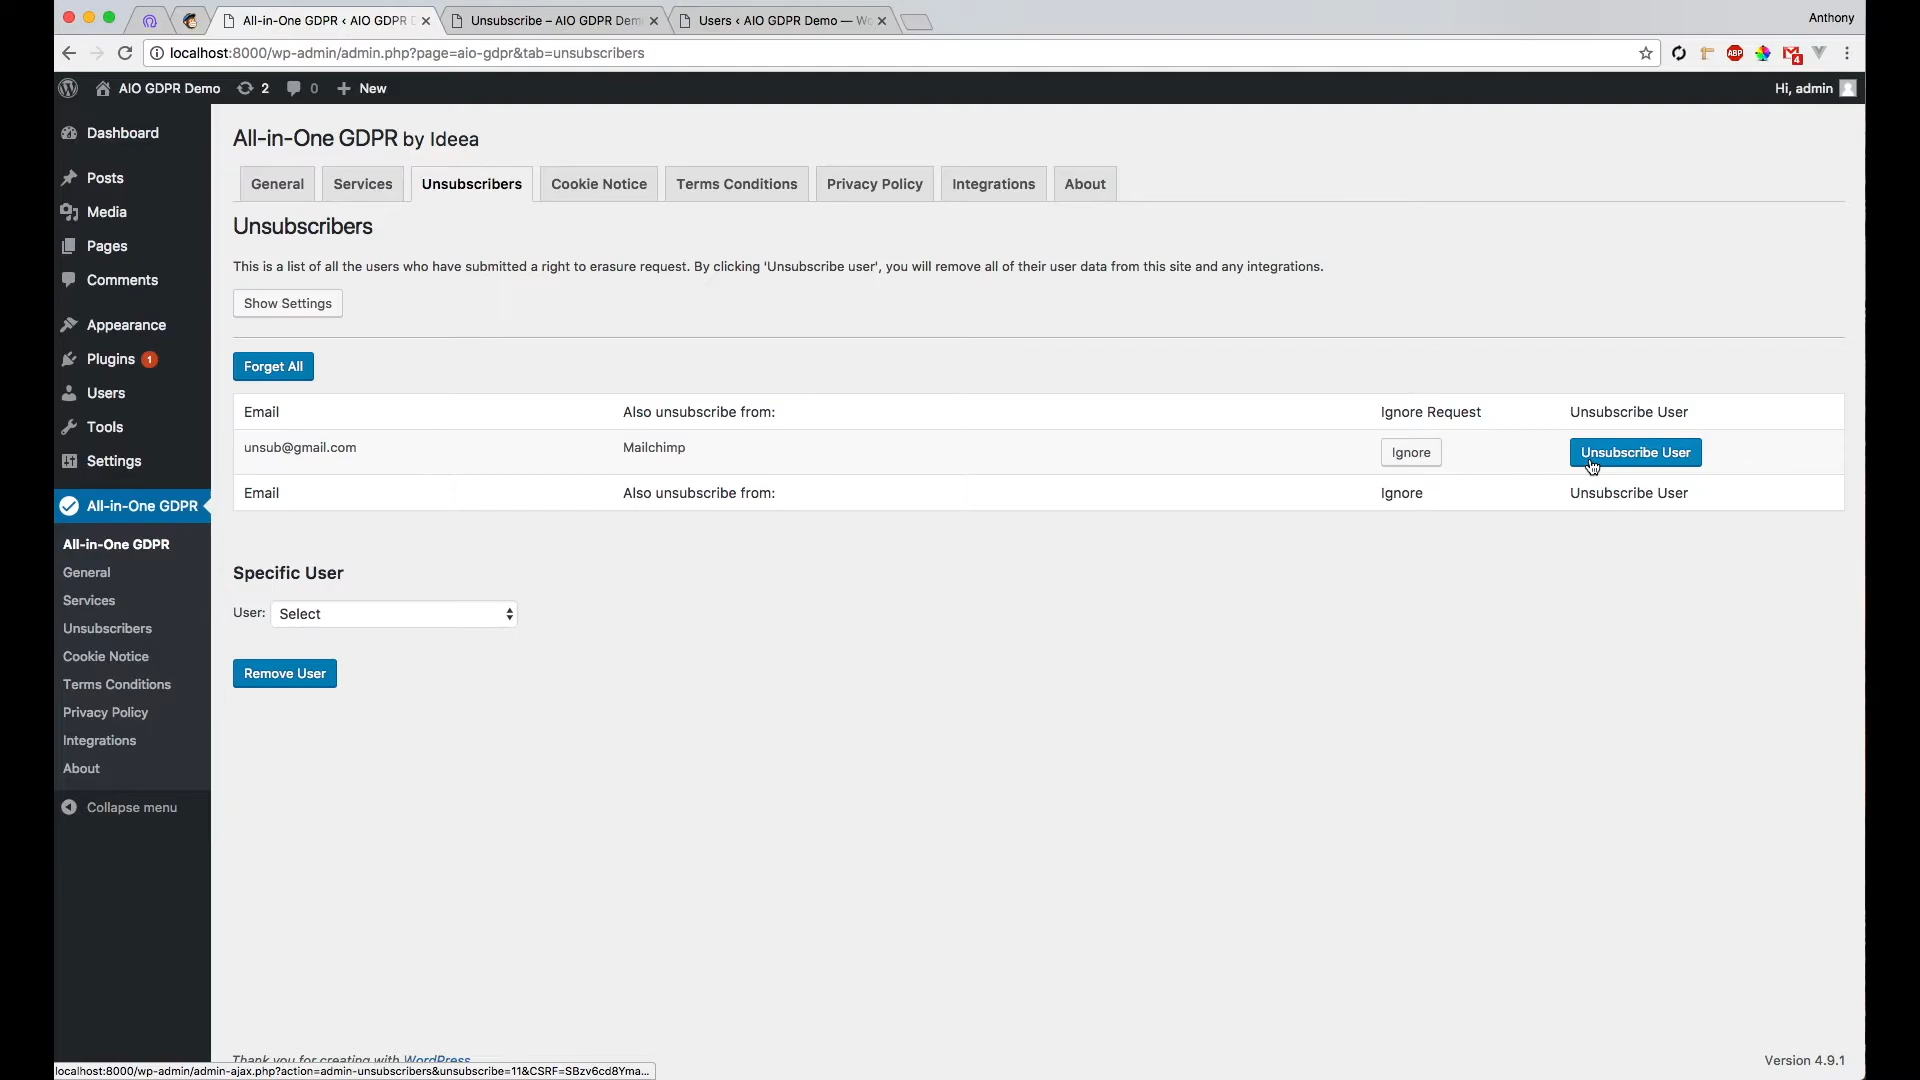 All-in-One GDPR ‹ AIO GDPR D
Unsubscribe – AIO GDPR Dem
Users ‹ AIO GDPR Demo — Wo
Anthony
localhost:8000/wp-admin/admin.php?page=aio-gdpr&tab=unsubscribers
ABP
4
AIO GDPR Demo
2
0
New
Hi, admin
Dashboard
Posts
Media
Pages
Comments
Appearance
Plugins 1
Users
Tools
Settings
All-in-One GDPR
All-in-One GDPR
General
Services
Unsubscribers
Cookie Notice
Terms Conditions
Privacy Policy
Integrations
About
Collapse menu
All-in-One GDPR by Ideea
General
Services
Unsubscribers
Cookie Notice
Terms Conditions
Privacy Policy
Integrations
About
Unsubscribers
This is a list of all the users who have submitted a right to erasure request. By clicking 'Unsubscribe user', you will remove all of their user data from this site and any integrations.
Show Settings
Forget All
Email Also unsubscribe from: Ignore Request Unsubscribe User
unsub@gmail.com Mailchimp Ignore Unsubscribe User
Email Also unsubscribe from: Ignore Unsubscribe User
Specific User
User: Select
Remove User
Thank you for creating with WordPress
Version 4.9.1
localhost:8000/wp-admin/admin-ajax.php?action=admin-unsubscribers&unsubscribe=11&CSRF=SBzv6cd8Yma...